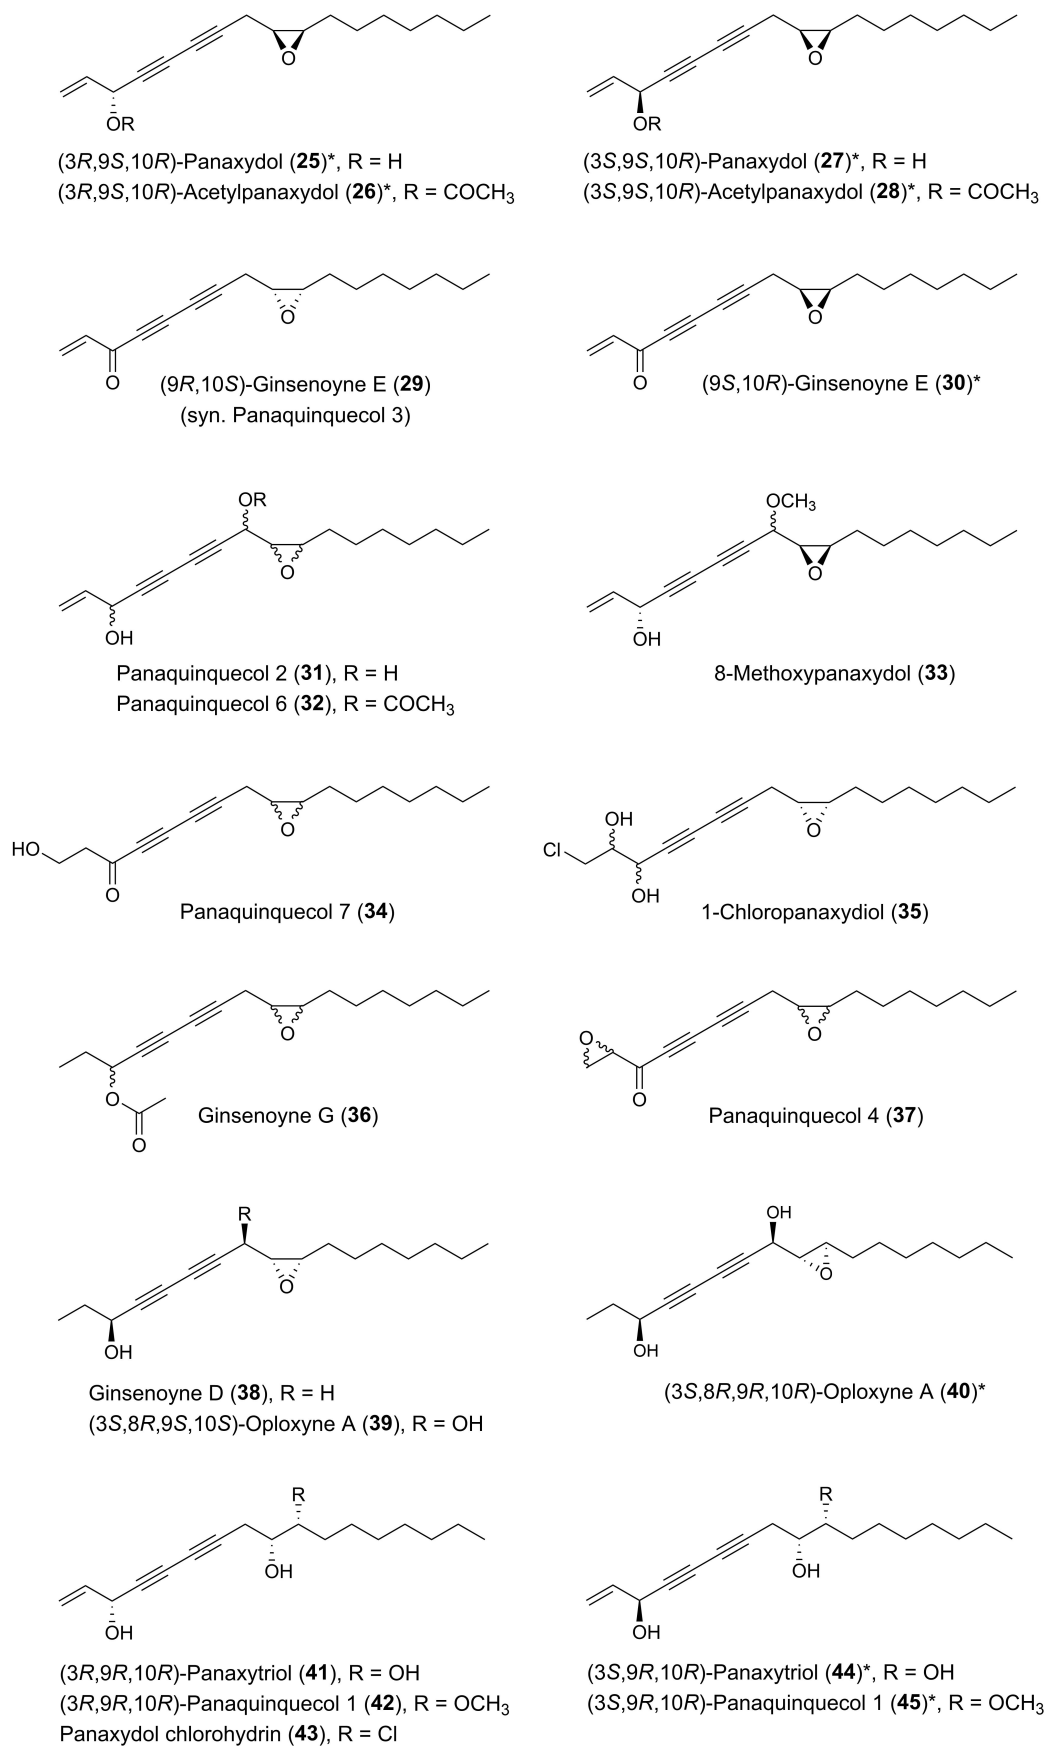 O
O
OR
OR
(3R,9S,10R)-Panaxydol (25)*, R = H
(3R,9S,10R)-Acetylpanaxydol (26)*, R = COCH₃
(3S,9S,10R)-Panaxydol (27)*, R = H
(3S,9S,10R)-Acetylpanaxydol (28)*, R = COCH₃
O
O
O
O
(9R,10S)-Ginsenoyne E (29)
(syn. Panaquinquecol 3)
(9S,10R)-Ginsenoyne E (30)*
OR
OCH₃
O
O
OH
OH
Panaquinquecol 2 (31), R = H
Panaquinquecol 6 (32), R = COCH₃
8-Methoxypanaxydol (33)
O
HO
O
Panaquinquecol 7 (34)
OH
O
Cl
OH
1-Chloropanaxydiol (35)
O
O
O
Ginsenoyne G (36)
O
O
O
Panaquinquecol 4 (37)
R
O
OH
Ginsenoyne D (38), R = H
(3S,8R,9S,10S)-Oploxyne A (39), R = OH
OH
O
OH
(3S,8R,9R,10R)-Oploxyne A (40)*
R
OH
OH
(3R,9R,10R)-Panaxytriol (41), R = OH
(3R,9R,10R)-Panaquinquecol 1 (42), R = OCH₃
Panaxydol chlorohydrin (43), R = Cl
R
OH
OH
(3S,9R,10R)-Panaxytriol (44)*, R = OH
(3S,9R,10R)-Panaquinquecol 1 (45)*, R = OCH₃